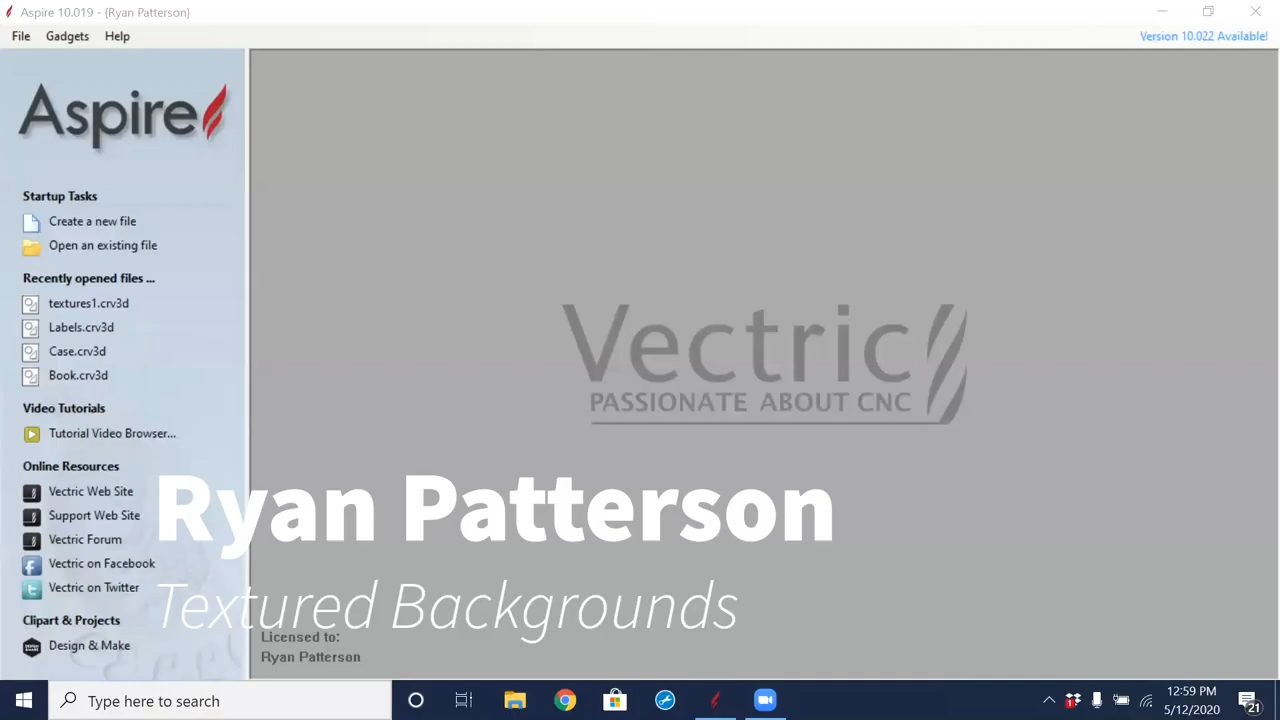 Aspire 10.019 - {Ryan Patterson}
File Gadgets Help
Version 10.022 Available!
Aspire
Startup Tasks
Create a new file
Open an existing file
Recently opened files ...
textures1.crv3d
Labels.crv3d
Case.crv3d
Book.crv3d
Video Tutorials
Tutorial Video Browser...
Online Resources
Vectric Web Site
Support Web Site
Vectric Forum
Vectric on Facebook
Vectric on Twitter
Clipart & Projects
Design & Make
Vectric
PASSIONATE ABOUT CNC
Ryan Patterson
Textured Backgrounds
Licensed to:
Ryan Patterson
Type here to search
12:59 PM
5/12/2020
21